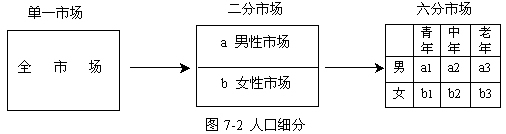 单一市场
二分市场
六分市场
全 市 场
a 男性市场
b 女性市场
青年 中年 老年
男 a1 a2 a3
女 b1 b2 b3
图 7-2 人口细分